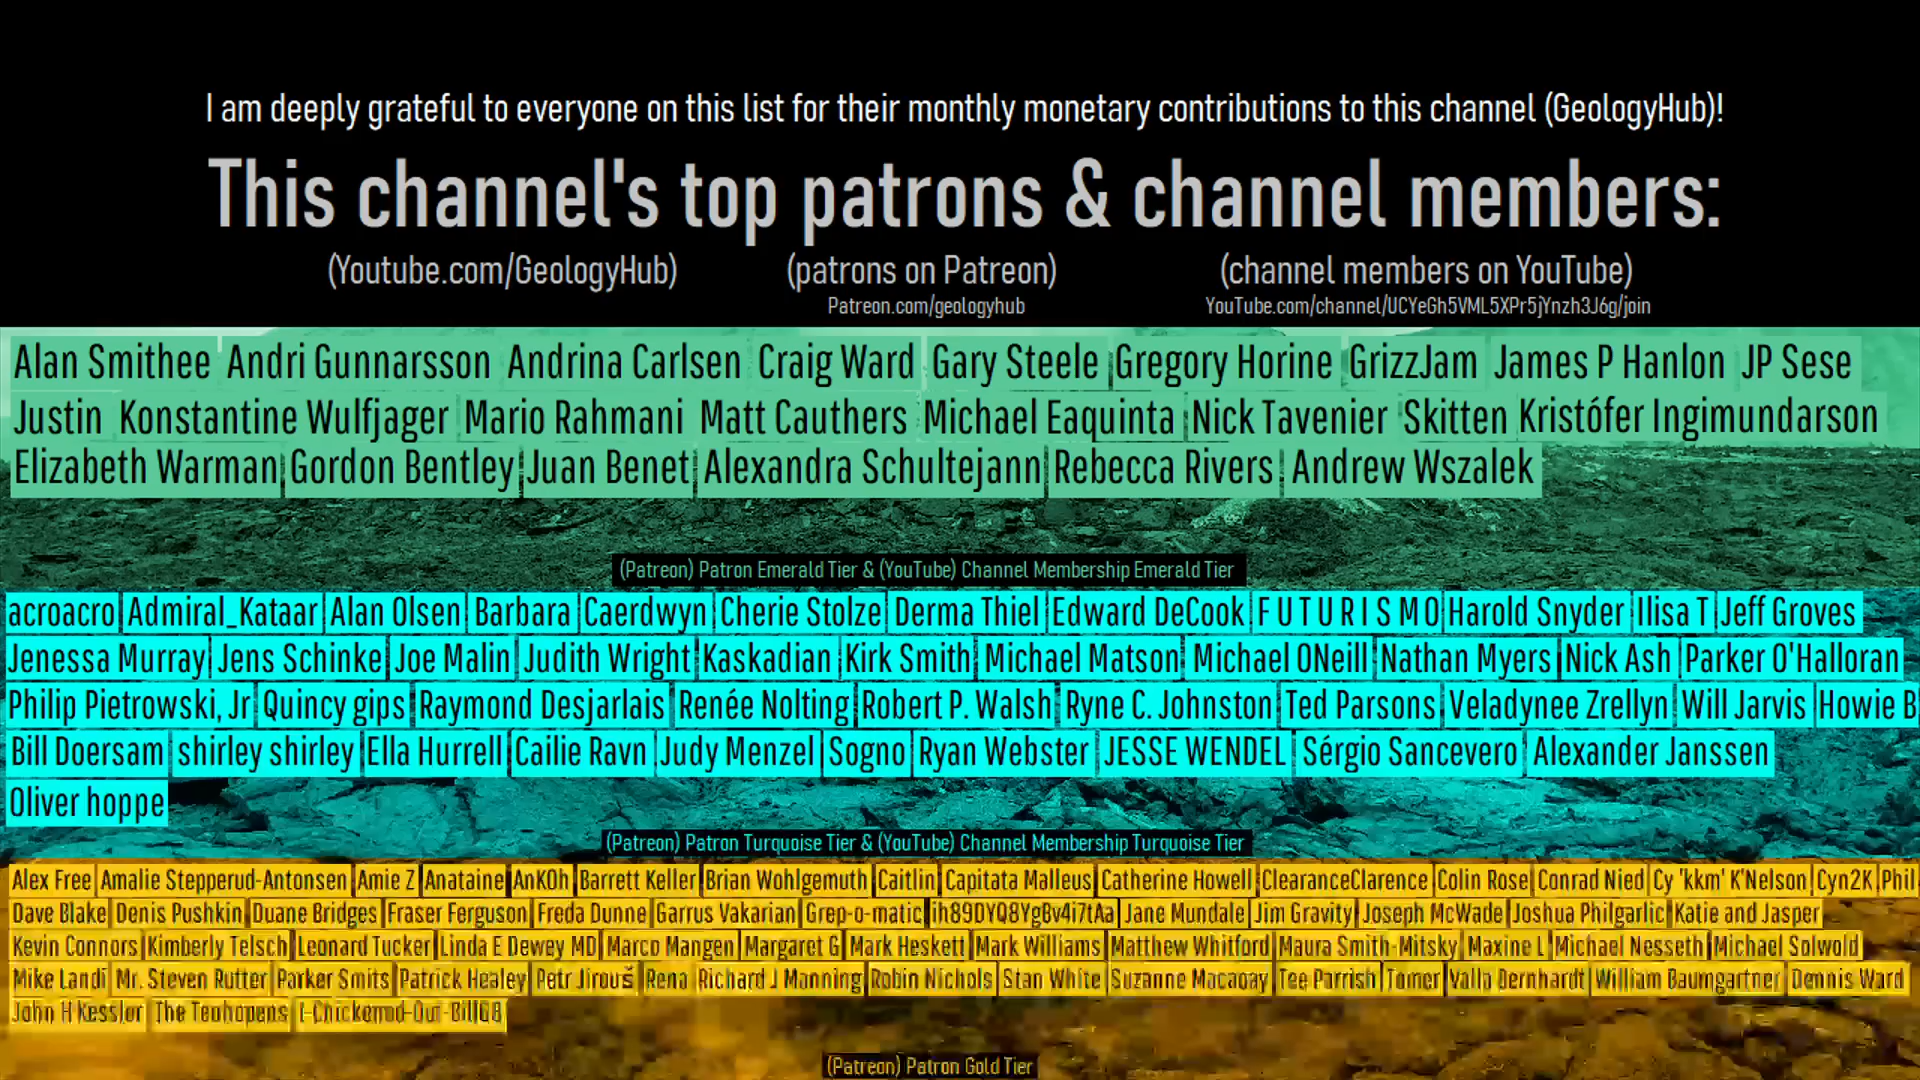 I am deeply grateful to everyone on this list for their monthly monetary contributions to this channel (GeologyHub)!
This channel's top patrons & channel members:
(Youtube.com/GeologyHub) (patrons on Patreon) (channel members on YouTube)
Patreon.com/geologyhub YouTube.com/channel/UCYeGh5VML5XPr5jYnzh3J6g/join
Alan Smithee Andri Gunnarsson Andrina Carlsen Craig Ward Gary Steele Gregory Horine GrizzJam James P Hanlon JP Sese
Justin Konstantine Wulfjager Mario Rahmani Matt Cauthers Michael Eaquinta Nick Tavenier Skitten Kristófer Ingimundarson
Elizabeth Warman Gordon Bentley Juan Benet Alexandra Schultejann Rebecca Rivers Andrew Wszalek
(Patreon) Patron Emerald Tier & (YouTube) Channel Membership Emerald Tier
acroacro Admiral_Kataar Alan Olsen Barbara Caerdwyn Cherie Stolze Derma Thiel Edward DeCook F U T U R I S M O Harold Snyder Ilisa T Jeff Groves
Jenessa Murray Jens Schinke Joe Malin Judith Wright Kaskadian Kirk Smith Michael Matson Michael ONeill Nathan Myers Nick Ash Parker O'Halloran
Philip Pietrowski, Jr Quincy gips Raymond Desjarlais Renée Nolting Robert P. Walsh Ryne C. Johnston Ted Parsons Veladynee Zrellyn Will Jarvis Howie B
Bill Doersam shirley shirley Ella Hurrell Cailie Ravn Judy Menzel Sogno Ryan Webster JESSE WENDEL Sérgio Sancevero Alexander Janssen
Oliver hoppe
(Patreon) Patron Turquoise Tier & (YouTube) Channel Membership Turquoise Tier
Alex Free Amalie Stepperud-Antonsen Amie Z Anataine AnKOh Barrett Keller Brian Wohlgemuth Caitlin Capitata Malleus Catherine Howell ClearanceClarence Colin Rose Conrad Nied Cy 'kkm' K'Nelson Cyn2K Phil
Dave Blake Denis Pushkin Duane Bridges Fraser Ferguson Freda Dunne Garrus Vakarian Grep-o-matic ih89DYQ8YgBv4i7tAa Jane Mundale Jim Gravity Joseph McWade Joshua Philgarlic Katie and Jasper
Kevin Connors Kimberly Telsch Leonard Tucker Linda E Dewey MD Marco Mangen Margaret G Mark Heskett Mark Williams Matthew Whitford Maura Smith-Mitsky Maxine L Michael Nesseth Michael Solwold
Mike Landi Mr. Steven Rutter Parker Smits Patrick Healey Petr Jirouš Rena Richard J Manning Robin Nichols Stan White Suzanne Tee Parrish William Baumgartner Dennis Ward
John H Kessler The
(Patreon) Patron Gold Tier